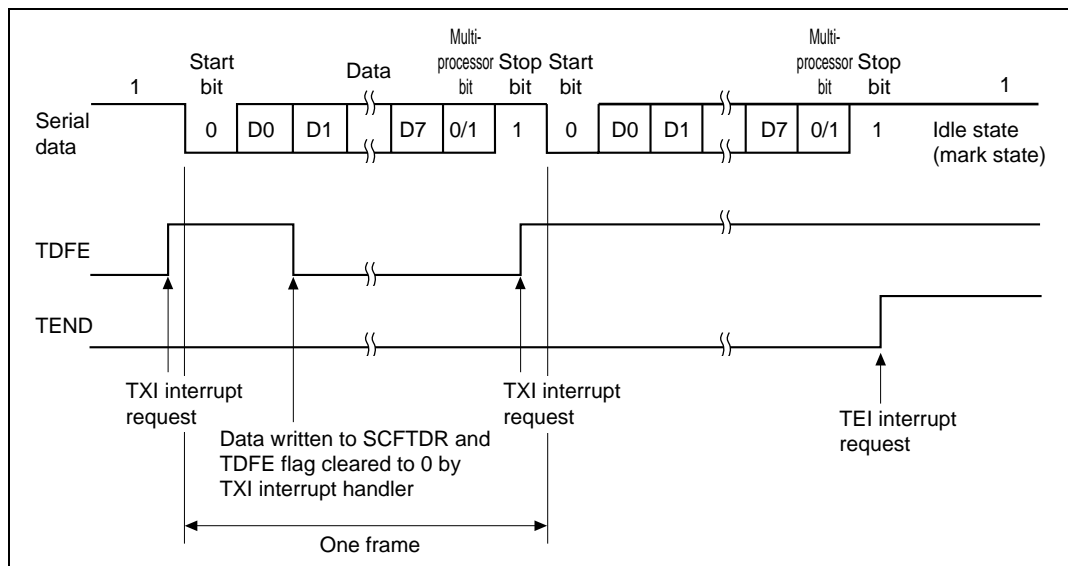 Multi-
processor
bit
Multi-
processor
bit
Start
bit
Data
Stop
bit
Start
bit
Stop
bit
1
1
Serial
data
0
D0
D1
D7
0/1
1
0
D0
D1
D7
0/1
1
Idle state
(mark state)
TDFE
TEND
TXI interrupt
request
Data written to SCFTDR and
TDFE flag cleared to 0 by
TXI interrupt handler
TXI interrupt
request
TEI interrupt
request
One frame